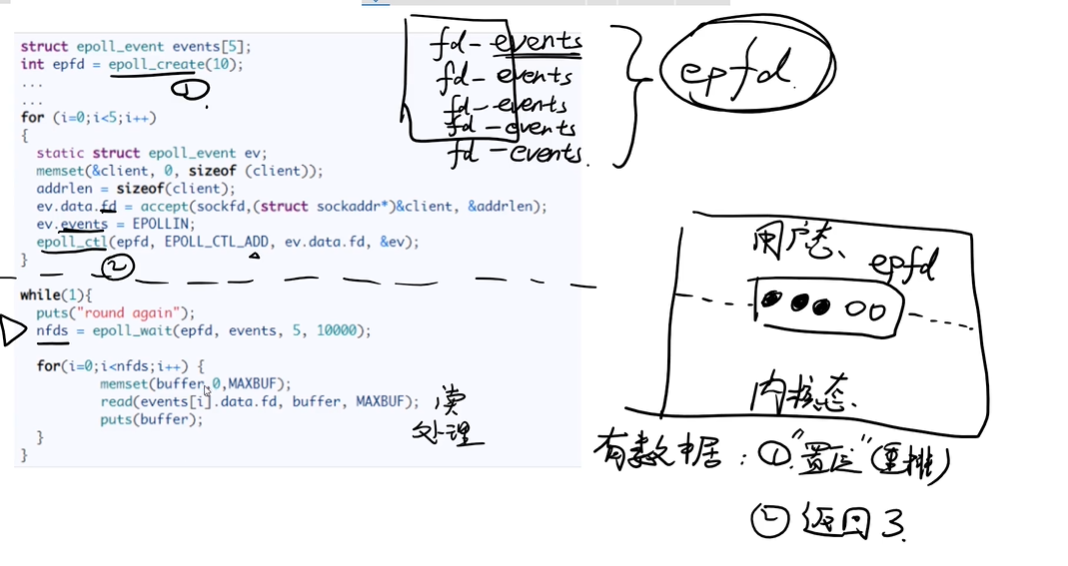 struct epoll_event events[5];
int epfd = epoll_create(10);
①
...
...
for (i=0;i<5;i++)
{
static struct epoll_event ev;
memset(&client, 0, sizeof (client));
addrlen = sizeof(client);
ev.data.fd = accept(sockfd,(struct sockaddr*)&client, &addrlen);
ev.events = EPOLLIN;
epoll_ctl(epfd, EPOLL_CTL_ADD, ev.data.fd, &ev);
}
②
while(1){
puts("round again");
nfds = epoll_wait(epfd, events, 5, 10000);
for(i=0;i<nfds;i++) {
memset(buffer,0,MAXBUF);
read(events[i].data.fd, buffer, MAXBUF);
puts(buffer);
}
}
读
处理
fd-events
fd-events
fd-events
fd-events
fd-events.
epfd
用户态、
epfd
内核态.
有数据：①."置位"(重排)
②返回3.